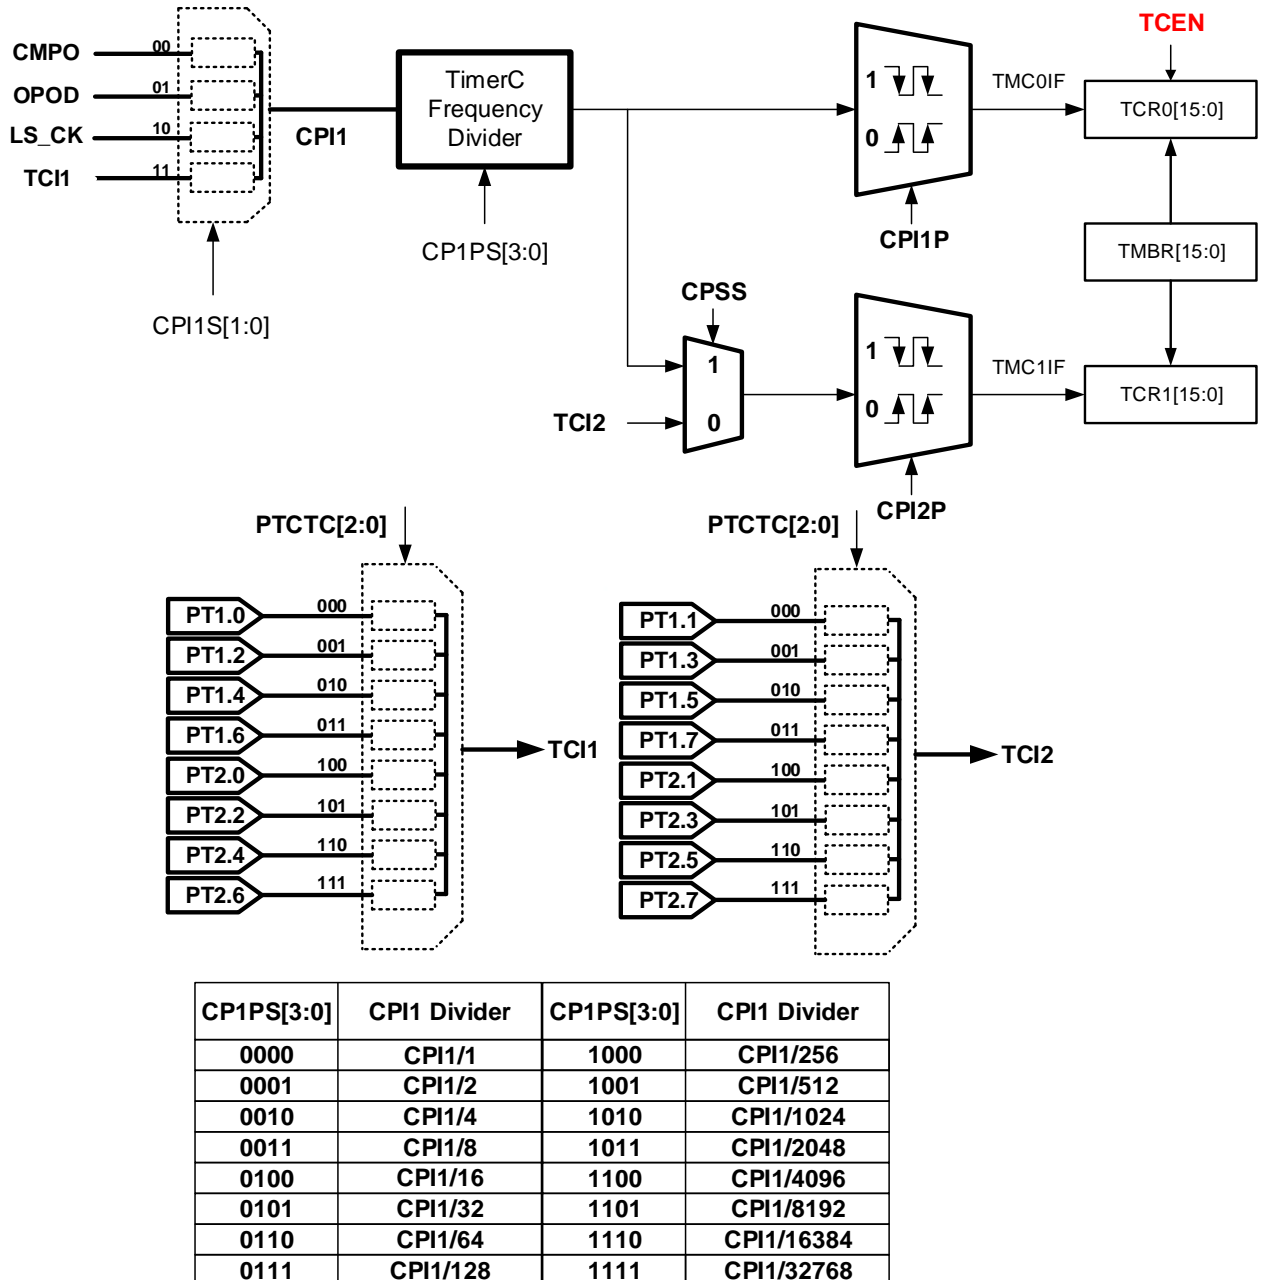 TCEN
CMPO 00
OPOD 01
LS_CK 10
TCI1 11
CPI1
TimerC
Frequency
Divider
1
0
TMC0IF
TCR0[15:0]
CPI1P
CP1PS[3:0]
TMBR[15:0]
CPI1S[1:0]
CPSS
1
0
TCI2
1
0
TMC1IF
TCR1[15:0]
CPI2P
PTCTC[2:0]
PT1.0 000
PT1.2 001
PT1.4 010
PT1.6 011
PT2.0 100
PT2.2 101
PT2.4 110
PT2.6 111
TCI1
PTCTC[2:0]
PT1.1 000
PT1.3 001
PT1.5 010
PT1.7 011
PT2.1 100
PT2.3 101
PT2.5 110
PT2.7 111
TCI2
CP1PS[3:0] CPI1 Divider CP1PS[3:0] CPI1 Divider
0000 CPI1/1 1000 CPI1/256
0001 CPI1/2 1001 CPI1/512
0010 CPI1/4 1010 CPI1/1024
0011 CPI1/8 1011 CPI1/2048
0100 CPI1/16 1100 CPI1/4096
0101 CPI1/32 1101 CPI1/8192
0110 CPI1/64 1110 CPI1/16384
0111 CPI1/128 1111 CPI1/32768